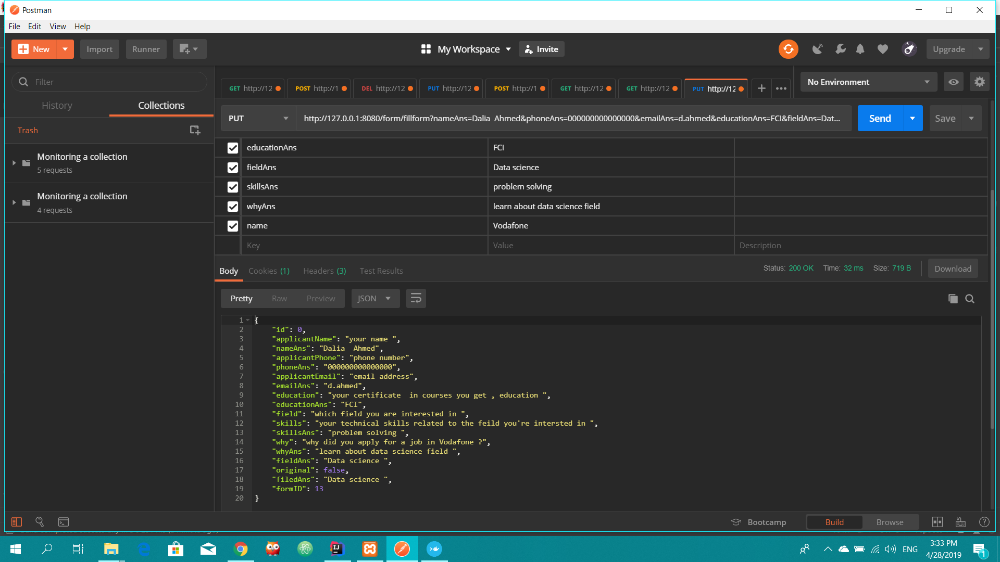 Postman
File Edit View Help
New Import Runner My Workspace Invite Upgrade
Filter
History Collections
Trash
Monitoring a collection
5 requests
Monitoring a collection
4 requests
GET http://12 POST http://1 DEL http://12 PUT http://12 POST http://1 GET http://12 GET http://12 PUT http://12 + ••• No Environment
PUT http://127.0.0.1:8080/form/fillform?nameAns=Dalia  Ahmed&phoneAns=000000000000000&emailAns=d.ahmed&educationAns=FCI&fieldAns=Dat... Send Save
educationAns FCI
fieldAns Data science
skillsAns problem solving
whyAns learn about data science field
name Vodafone
Key Value Description
Body Cookies (1) Headers (3) Test Results Status: 200 OK Time: 32 ms Size: 719 B Download
Pretty Raw Preview JSON
1 {
2 "id": 0,
3 "applicantName": "your name ",
4 "nameAns": "Dalia  Ahmed",
5 "applicantPhone": "phone number",
6 "phoneAns": "000000000000000",
7 "applicantEmail": "email address",
8 "emailAns": "d.ahmed",
9 "education": "your certificate  in courses you get , education ",
10 "educationAns": "FCI",
11 "field": "which field you are interested in ",
12 "skills": "your technical skills related to the feild you're intersted in ",
13 "skillsAns": "problem solving ",
14 "why": "why did you apply for a job in Vodafone ?",
15 "whyAns": "learn about data science field ",
16 "fieldAns": "Data science ",
17 "original": false,
18 "filedAns": "Data science ",
19 "formID": 13
20 }
Bootcamp Build Browse
ENG 3:33 PM
4/28/2019
1